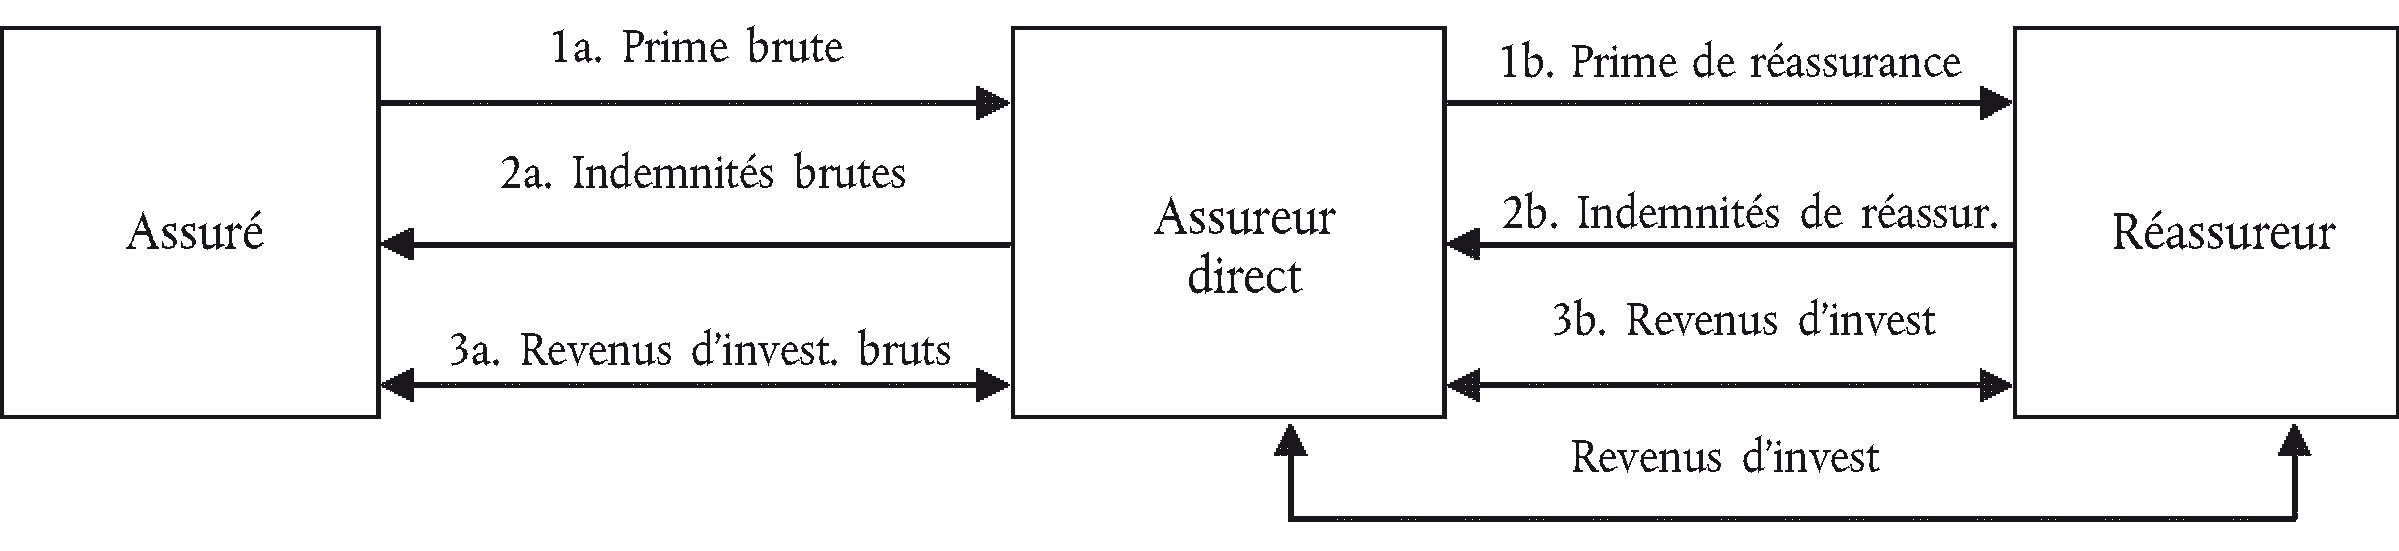 1a. Prime brute
1b. Prime de réassurance
2a. Indemnités brutes
2b. Indemnités de réassur.
Assuré
Assureur
direct
Réassureur
3a. Revenus d'invest. bruts
3b. Revenus d'invest
Revenus d'invest